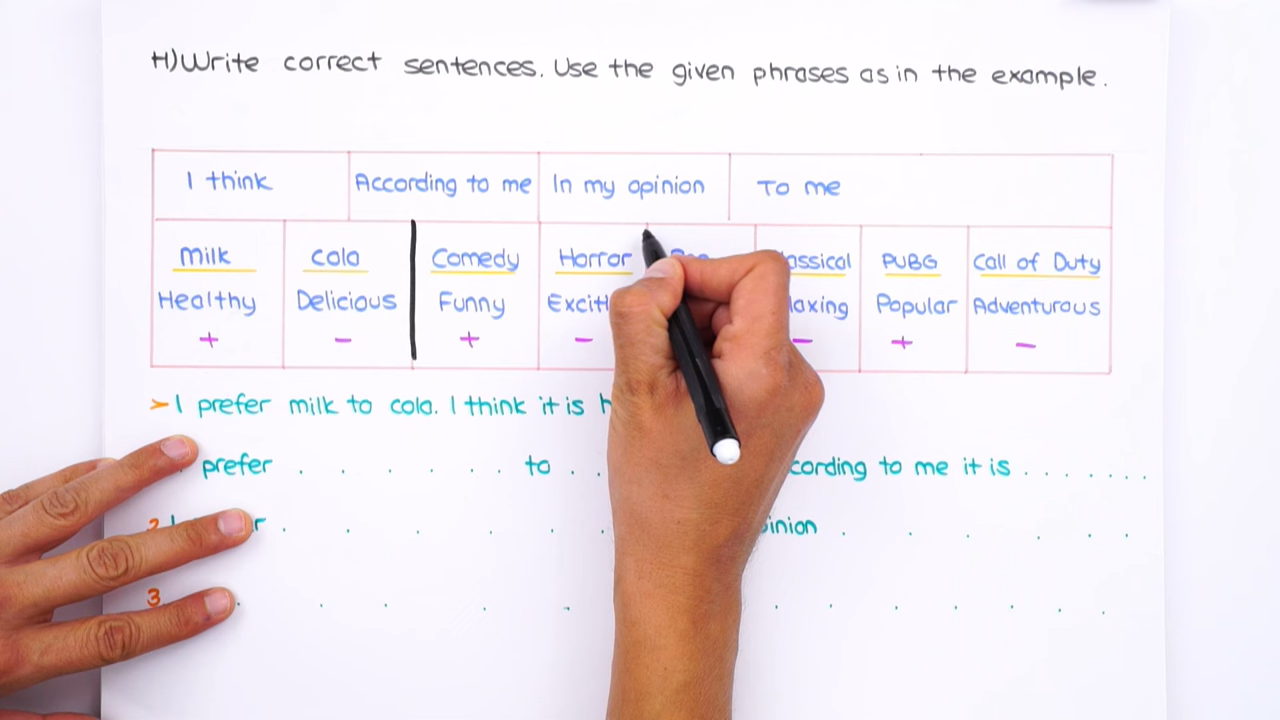 H) Write correct sentences. Use the given phrases as in the example.
I think According to me In my opinion To me
milk cola Comedy Horror PUBG Call of Duty
Healthy Delicious Funny Popular Adventurous
+ - + - - + -
➤ I prefer milk to cola. I think it is
prefer . . . . . . to . . to me it is . . . . . . .
2 . . . . . . . . . . . .
3 . . . . . . . . . . . .